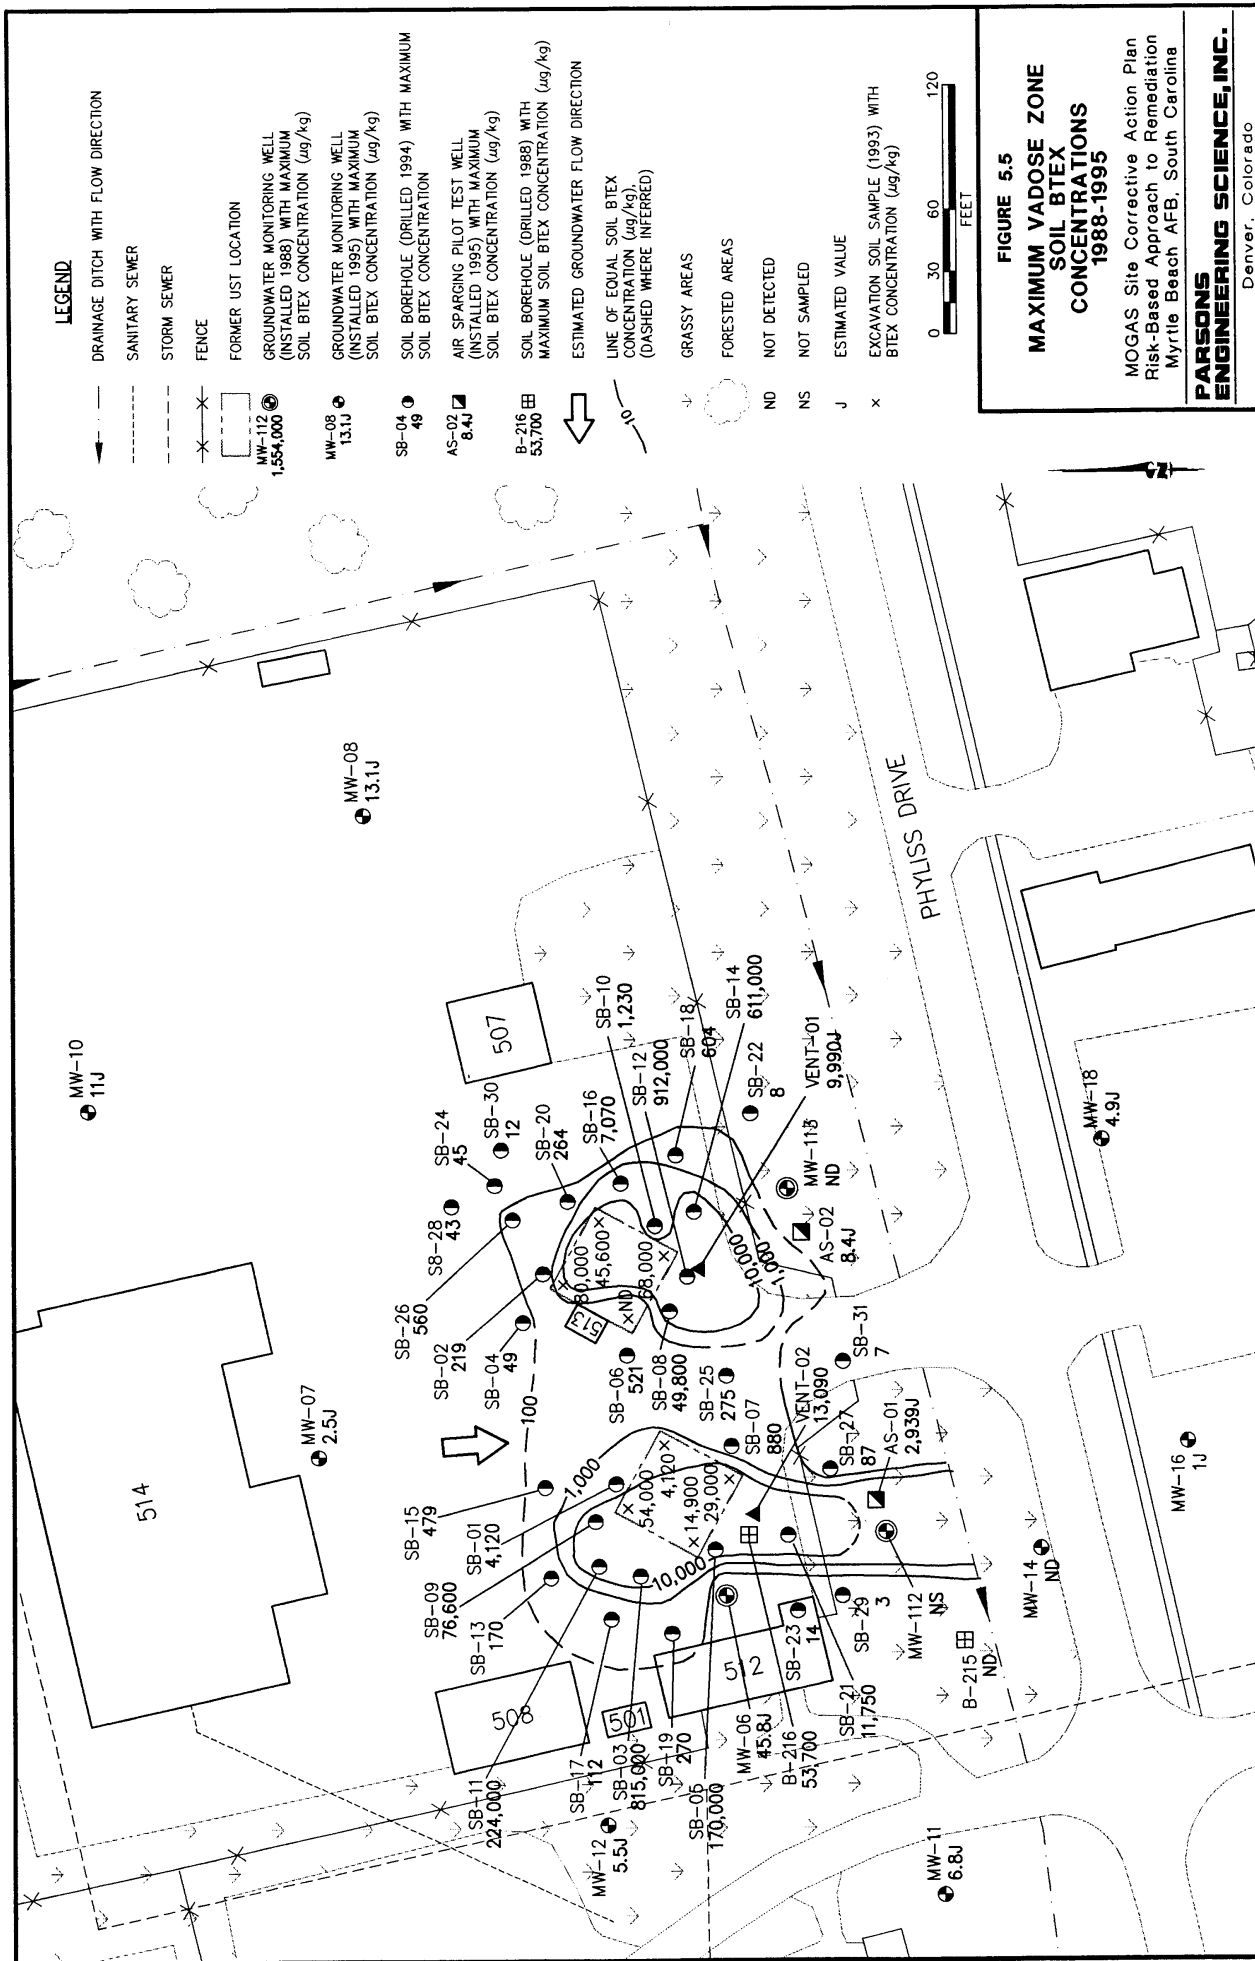 LEGEND
DRAINAGE DITCH WITH FLOW DIRECTION
SANITARY SEWER
STORM SEWER
FENCE
FORMER UST LOCATION
MW-112
1,554,000
GROUNDWATER MONITORING WELL
(INSTALLED 1988) WITH MAXIMUM
SOIL BTEX CONCENTRATION (ug/kg)
MW-08
13.1J
GROUNDWATER MONITORING WELL
(INSTALLED 1995) WITH MAXIMUM
SOIL BTEX CONCENTRATION (ug/kg)
SB-04
49
SOIL BOREHOLE (DRILLED 1994) WITH MAXIMUM
SOIL BTEX CONCENTRATION
AS-02
8.4J
AIR SPARGING PILOT TEST WELL
(INSTALLED 1995) WITH MAXIMUM
SOIL BTEX CONCENTRATION (ug/kg)
B-216
53,700
SOIL BOREHOLE (DRILLED 1988) WITH
MAXIMUM SOIL BTEX CONCENTRATION (ug/kg)
ESTIMATED GROUNDWATER FLOW DIRECTION
10
LINE OF EQUAL SOIL BTEX
CONCENTRATION (ug/kg),
(DASHED WHERE INFERRED)
GRASSY AREAS
FORESTED AREAS
ND NOT DETECTED
NS NOT SAMPLED
J ESTIMATED VALUE
x EXCAVATION SOIL SAMPLE (1993) WITH
BTEX CONCENTRATION (ug/kg)
0 30 60 120
FEET
FIGURE 5.5
MAXIMUM VADOSE ZONE
SOIL BTEX
CONCENTRATIONS
1988-1995
MOGAS Site Corrective Action Plan
Risk-Based Approach to Remediation
Myrtle Beach AFB, South Carolina
PARSONS
ENGINEERING SCIENCE, INC.
Denver, Colorado
N
514
MW-10
11J
MW-07
2.5J
MW-08
13.1J
507
SB-24
45
SB-30
12
SB-28
43
SB-20
264
SB-16
7,070
SB-10
1,230
SB-12
912,000
SB-18
604
SB-14
611,000
SB-22
8
VENT-01
9,990J
MW-113
ND
AS-02
8.4J
SB-26
560
SB-02
219
SB-04
49
SB-06
521
SB-08
49,800
SB-25
275
SB-07
880
VENT-02
13,090
SB-31
7
SB-27
87
AS-01
2,939J
513
80,000
45,600
ND
68,000
10,000
1,000
100
1,000
54,000
4,120
14,900
29,000
10,000
SB-15
479
SB-01
4,120
SB-09
76,600
SB-13
170
508
501
512
SB-11
224,000
SB-17
112
SB-03
815,000
SB-19
270
SB-05
170,000
MW-06
45.8J
B-216
53,700
SB-23
14
SB-21
11,750
SB-29
3
MW-112
NS
B-215
ND
MW-14
ND
MW-12
5.5J
MW-11
6.8J
MW-16
1J
MW-18
4.9J
PHYLISS DRIVE